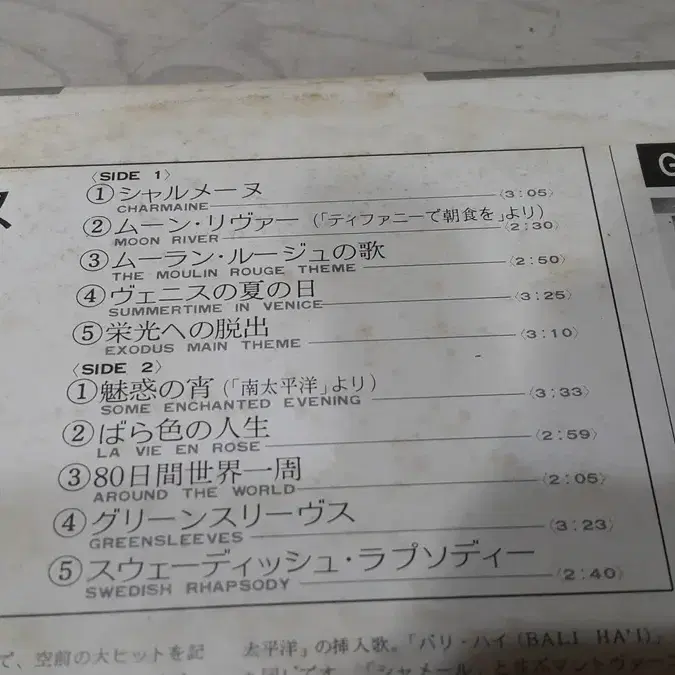 ス
〈SIDE 1〉
①シャルメーヌ
CHARMAINE 〈3:05〉
②ムーン・リヴァー(「ティファニーで朝食を」より)
MOON RIVER 〈2:30〉
③ムーラン・ルージュの歌
THE MOULIN ROUGE THEME 〈2:50〉
④ヴェニスの夏の日
SUMMERTIME IN VENICE 〈3:25〉
⑤栄光への脱出
EXODUS MAIN THEME 〈3:10〉
〈SIDE 2〉
①魅惑の宵(「南太平洋」より)
SOME ENCHANTED EVENING 〈3:33〉
②ばら色の人生
LA VIE EN ROSE 〈2:59〉
③80日間世界一周
AROUND THE WORLD 〈2:05〉
④グリーンスリーヴス
GREENSLEEVES 〈3:23〉
⑤スウェーディッシュ・ラプソディー
SWEDISH RHAPSODY 〈2:40〉
G
で、空前の大ヒットを記
太平洋」の挿入歌。「バリ・ハイ(BALI HA'I)」
「シャメール」